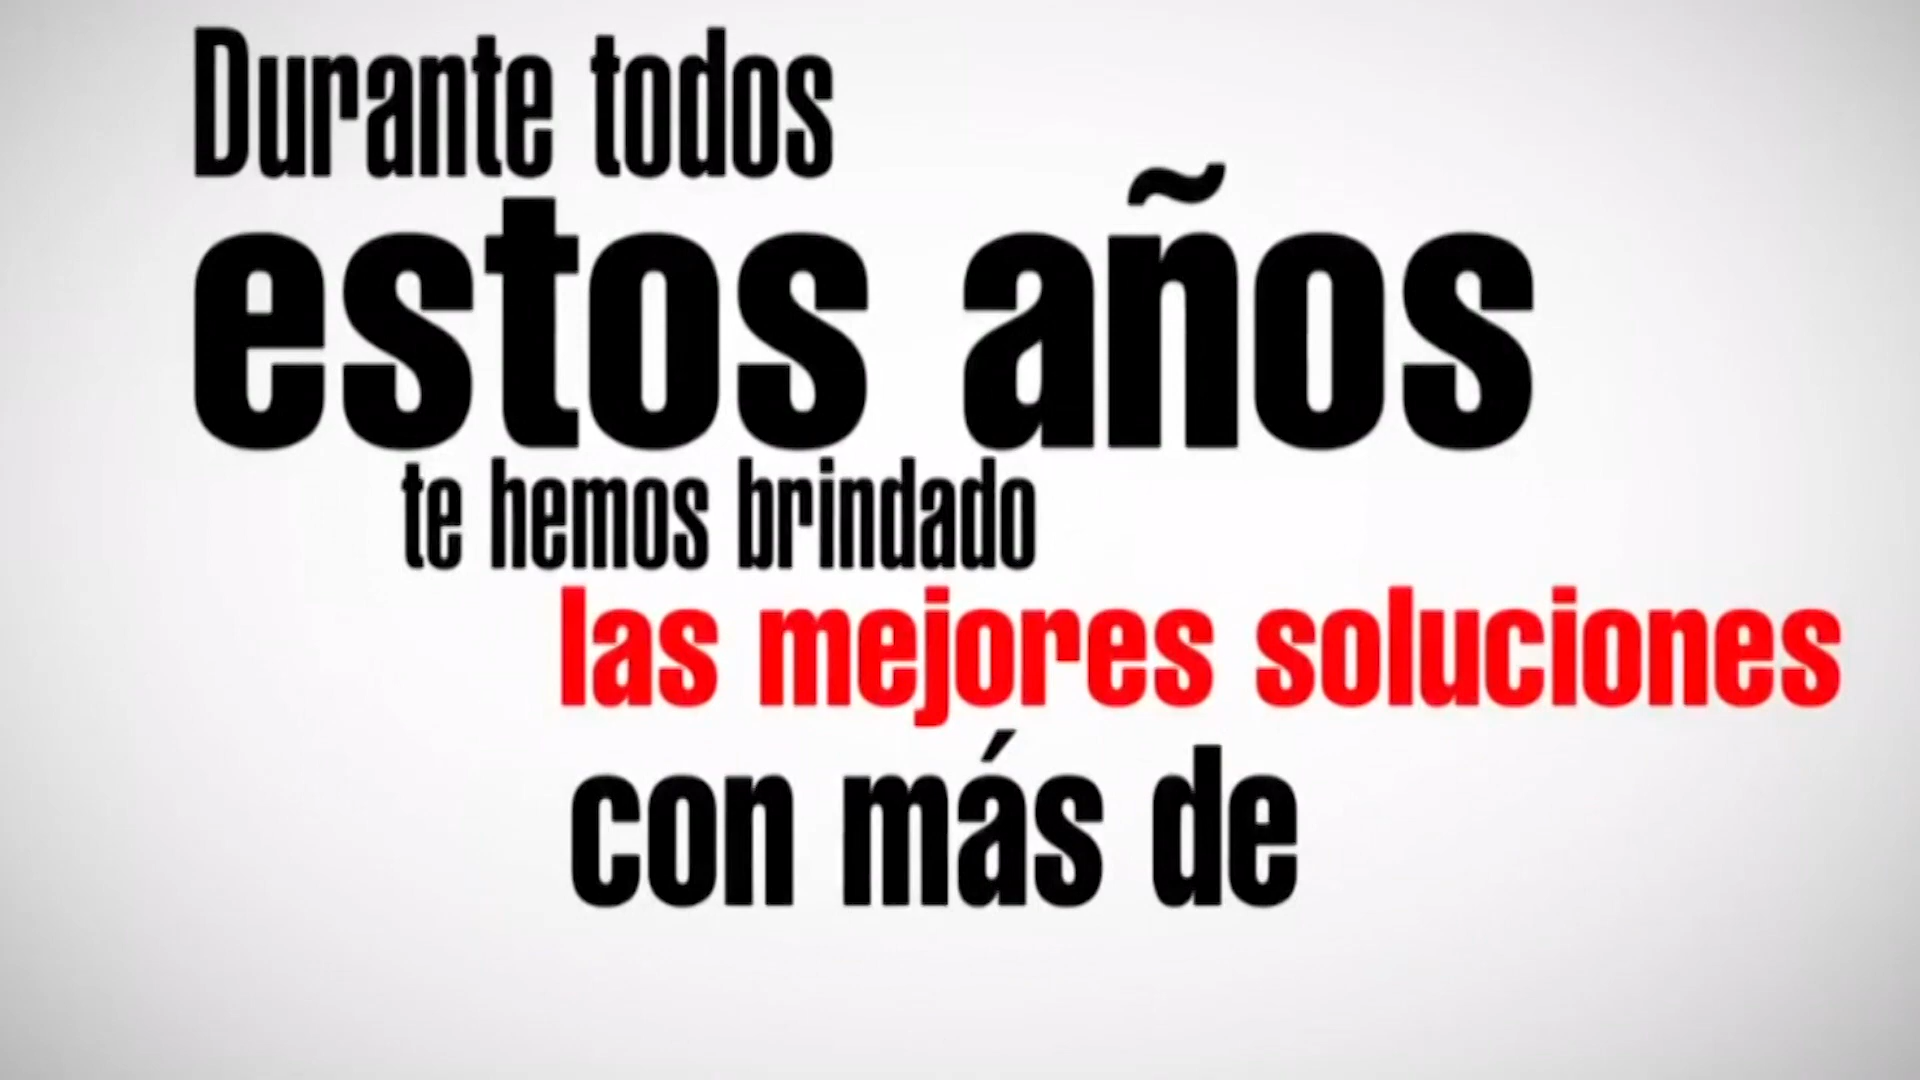 Durante todos
estos años
te hemos brindado
las mejores soluciones
con más de